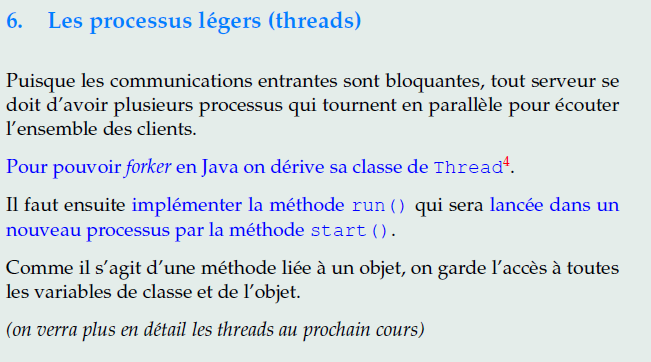 6. Les processus légers (threads)
Puisque les communications entrantes sont bloquantes, tout serveur se
doit d'avoir plusieurs processus qui tournent en parallèle pour écouter
l'ensemble des clients.
Pour pouvoir forker en Java on dérive sa classe de Thread⁴.
Il faut ensuite implémenter la méthode run() qui sera lancée dans un
nouveau processus par la méthode start().
Comme il s'agit d'une méthode liée à un objet, on garde l'accès à toutes
les variables de classe et de l'objet.
(on verra plus en détail les threads au prochain cours)